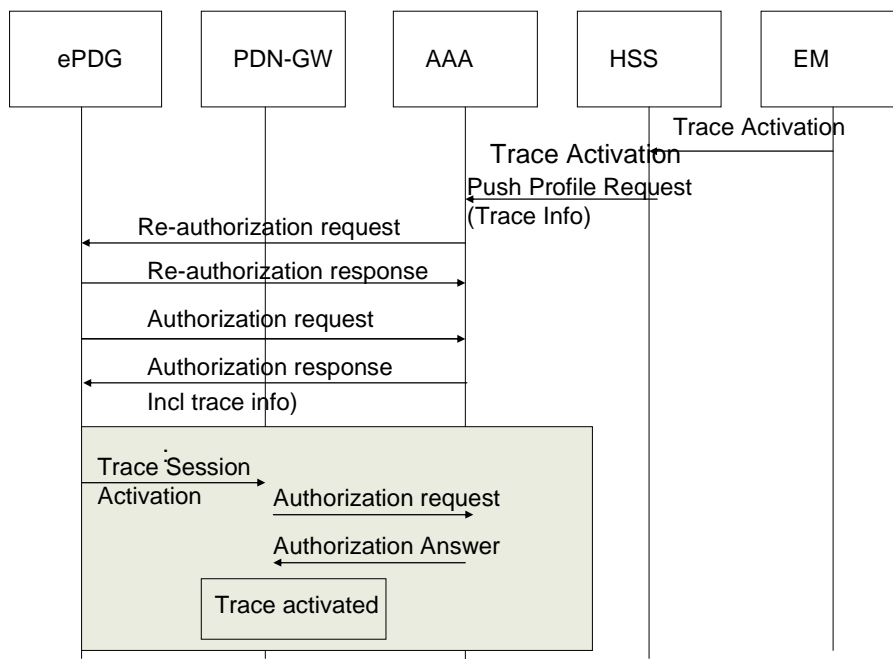 ePDG
PDN-GW
AAA
HSS
EM
Trace Activation
Trace Activation
Push Profile Request
(Trace Info)
Re-authorization request
Re-authorization response
Authorization request
Authorization response
Incl trace info)
:
Trace Session
Activation
Authorization request
Authorization Answer
Trace activated